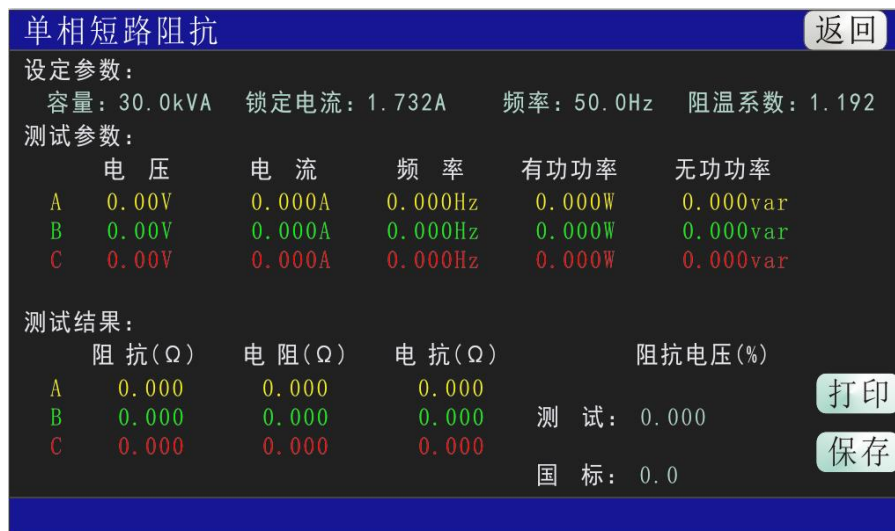 单相短路阻抗 返回
设定参数:
容量: 30.0kVA 锁定电流: 1.732A 频率: 50.0Hz 阻温系数: 1.192
测试参数:
电 压 电 流 频 率 有功功率 无功功率
A 0.00V 0.000A 0.000Hz 0.000W 0.000var
B 0.00V 0.000A 0.000Hz 0.000W 0.000var
C 0.00V 0.000A 0.000Hz 0.000W 0.000var
测试结果:
阻 抗(Ω) 电 阻(Ω) 电 抗(Ω) 阻抗电压(%)
A 0.000 0.000 0.000 打印
B 0.000 0.000 0.000 测 试: 0.000
C 0.000 0.000 0.000 保存
国 标: 0.0